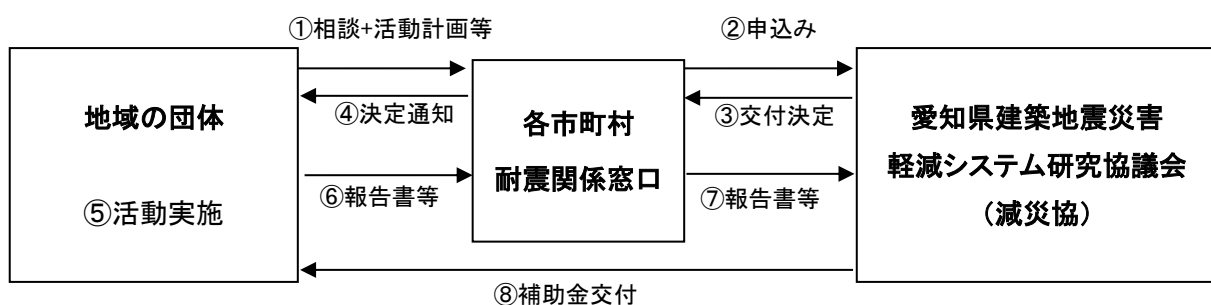 ①相談+活動計画等
②申込み
地域の団体
④決定通知
各市町村
③交付決定
愛知県建築地震災害
耐震関係窓口
軽減システム研究協議会
⑤活動実施
⑥報告書等
⑦報告書等
（減災協）
⑧補助金交付